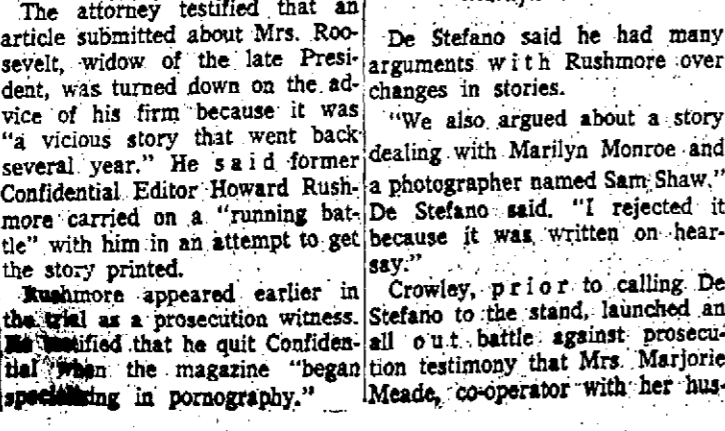 The attorney testified that an
article submitted about Mrs. Roo-
sevelt, widow of the late Presi-
dent, was turned down on the ad-
vice of his firm because it was
"a vicious story that went back
several year." He said former
Confidential Editor Howard Rush-
more carried on a "running bat-
tle" with him in an attempt to get
the story printed.
Rushmore appeared earlier in
the trial as a prosecution witness.
He testified that he quit Confiden-
tial when the magazine "began
specializing in pornography."
De Stefano said he had many
arguments with Rushmore over
changes in stories.
"We also argued about a story
dealing with Marilyn Monroe and
a photographer named Sam Shaw,"
De Stefano said. "I rejected it
because it was written on hear-
say."
Crowley, prior to calling De
Stefano to the stand, launched an
all out battle against prosecu-
tion testimony that Mrs. Marjorie
Meade, co-operator with her hus-